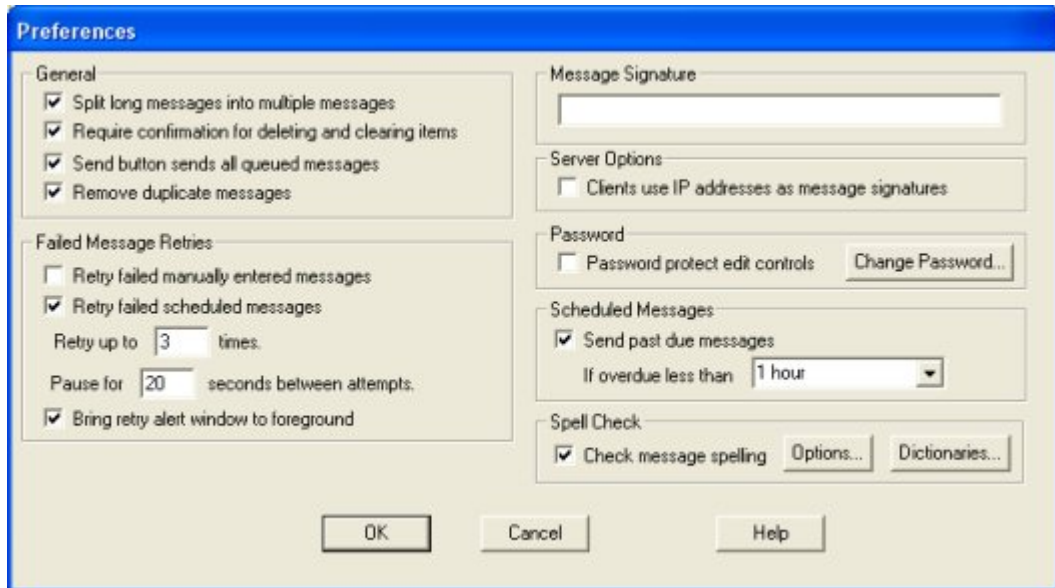 Preferences
General
Split long messages into multiple messages
Require confirmation for deleting and clearing items
Send button sends all queued messages
Remove duplicate messages
Failed Message Retries
Retry failed manually entered messages
Retry failed scheduled messages
Retry up to 3 times.
Pause for 20 seconds between attempts.
Bring retry alert window to foreground
Message Signature
Server Options
Clients use IP addresses as message signatures
Password
Password protect edit controls Change Password...
Scheduled Messages
Send past due messages
If overdue less than 1 hour
Spell Check
Check message spelling Options... Dictionaries...
OK Cancel Help